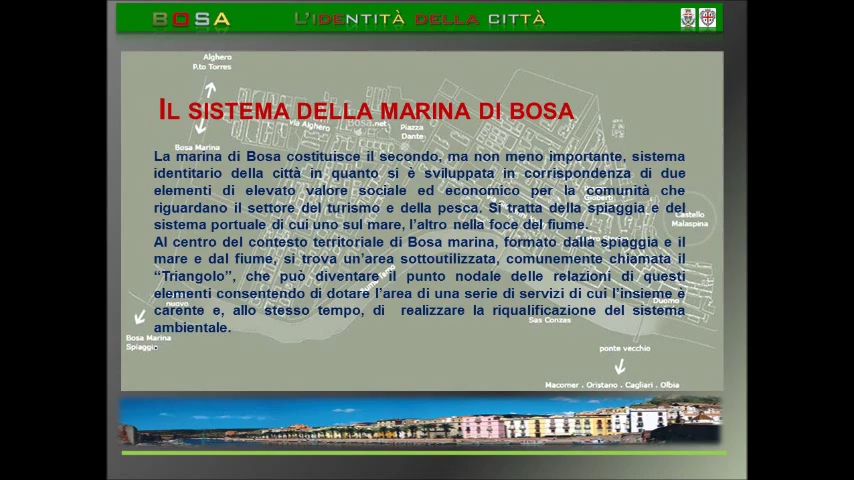 BOSA L'IDENTITÀ DELLA CITTÀ
Alghero
P.to Torres
IL SISTEMA DELLA MARINA DI BOSA
via Alghero
Bosa.net
Piazza
Dante
Bosa Marina
La marina di Bosa costituisce il secondo, ma non meno importante, sistema
identitario della città in quanto si è sviluppata in corrispondenza di due
elementi di elevato valore sociale ed economico per la comunità che
riguardano il settore del turismo e della pesca. Si tratta della spiaggia e del
sistema portuale di cui uno sul mare, l'altro nella foce del fiume.
Al centro del contesto territoriale di Bosa marina, formato dalla spiaggia e il
mare e dal fiume, si trova un'area sottoutilizzata, comunemente chiamata il
“Triangolo”, che può diventare il punto nodale delle relazioni di questi
elementi consentendo di dotare l'area di una serie di servizi di cui l'insieme è
carente e, allo stesso tempo, di realizzare la riqualificazione del sistema
ambientale.
Gioberti
Castello
Malaspina
nuovo
Duomo
Sas Conzas
Bosa Marina
Spiaggia
ponte vecchio
Macomer . Oristano . Cagliari . Olbia